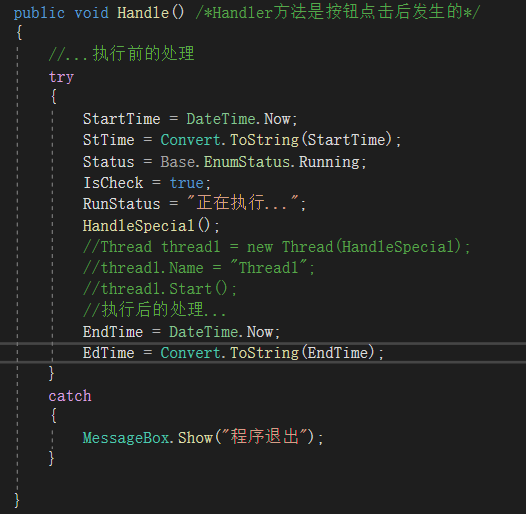 public void Handle() /*Handler方法是按钮点击后发生的*/
{
//...执行前的处理
try
{
StartTime = DateTime.Now;
StTime = Convert.ToString(StartTime);
Status = Base.EnumStatus.Running;
IsCheck = true;
RunStatus = "正在执行...";
HandleSpecial();
//Thread thread1 = new Thread(HandleSpecial);
//thread1.Name = "Thread1";
//thread1.Start();
//执行后的处理...
EndTime = DateTime.Now;
EdTime = Convert.ToString(EndTime);
}
catch
{
MessageBox.Show("程序退出");
}
}